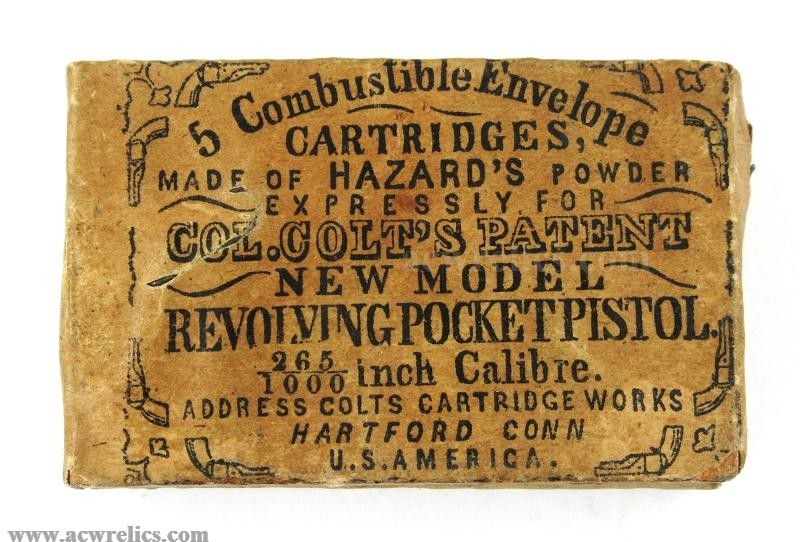 5 Combustible Envelope
CARTRIDGES,
MADE OF HAZARD'S POWDER
EXPRESSLY FOR
COL. COLT'S PATENT
NEW MODEL
REVOLVING POCKET PISTOL.
265/1000 inch Calibre.
ADDRESS COLTS CARTRIDGE WORKS
HARTFORD CONN
U.S. AMERICA.
www.acwrelics.com